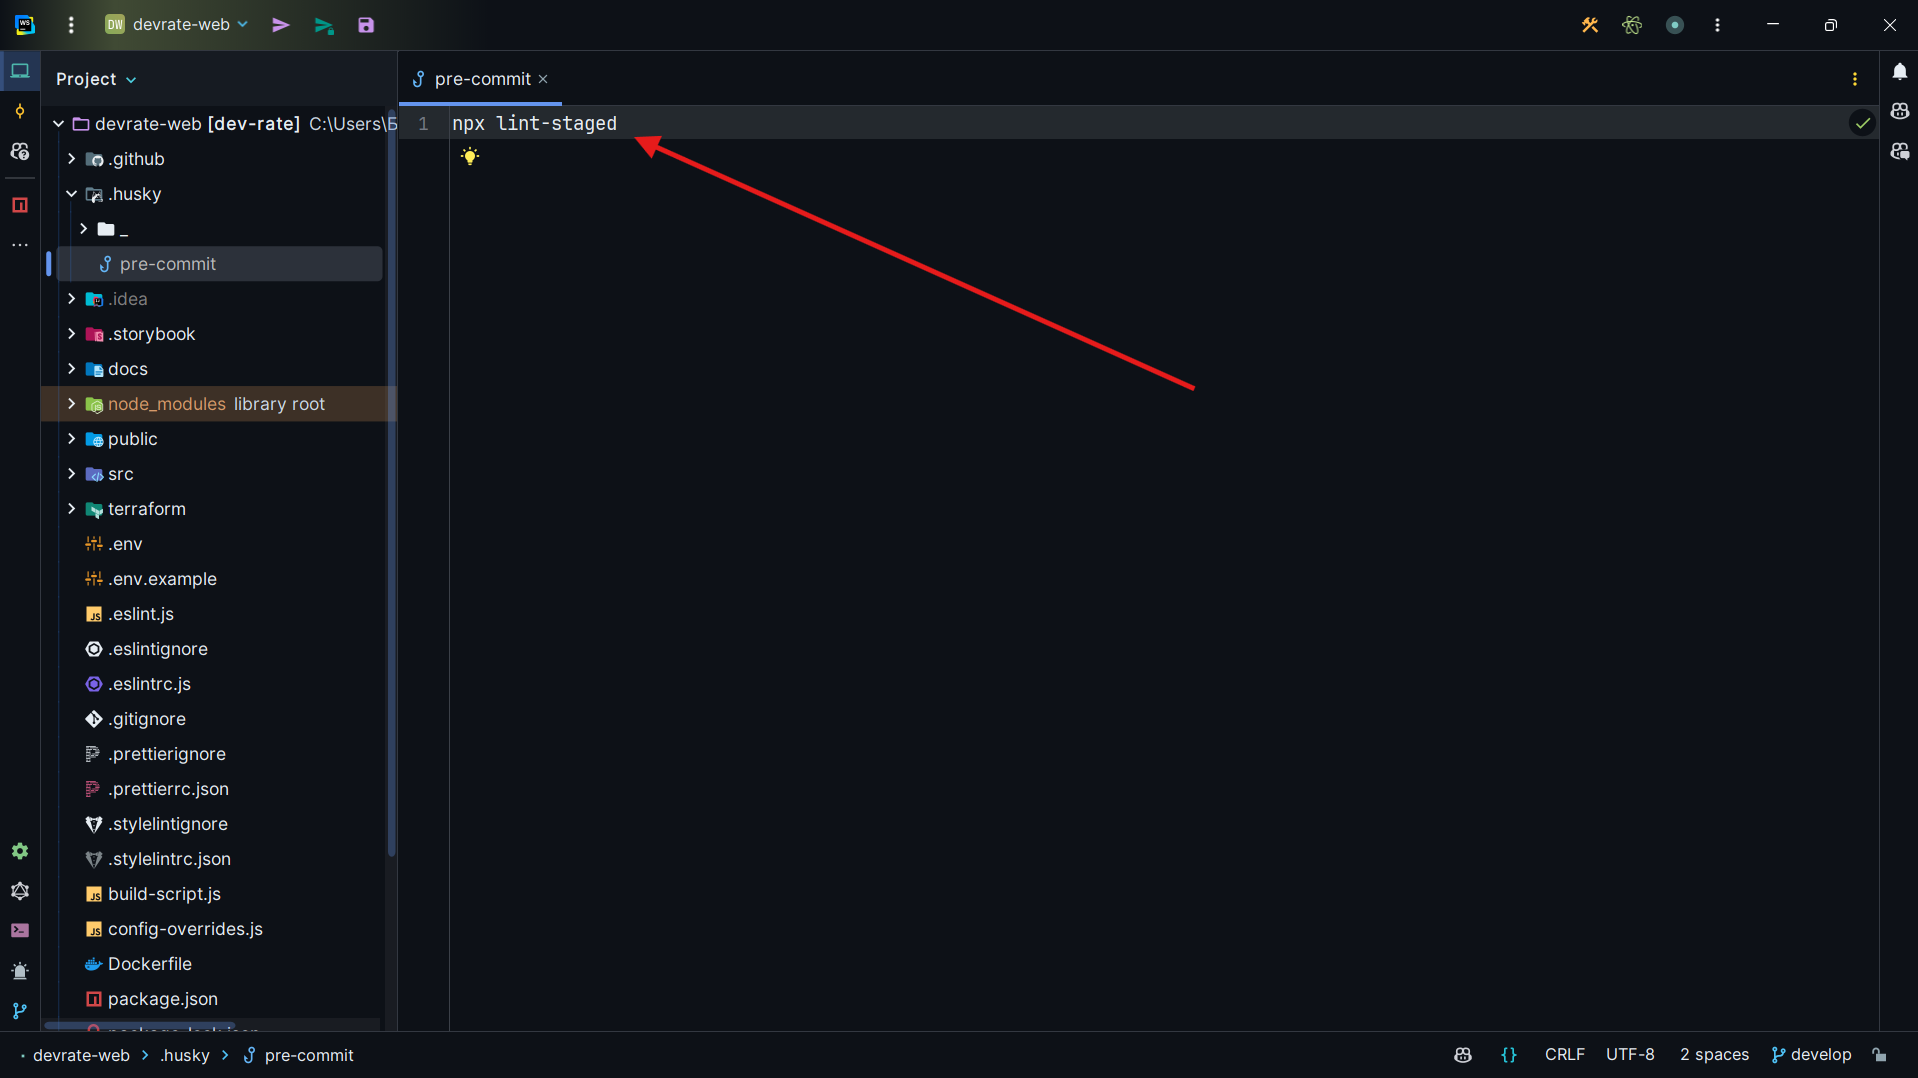 DW devrate-web
Project
pre-commit
devrate-web [dev-rate] C:\Users\Б
1 npx lint-staged
.github
.husky
_
pre-commit
.idea
.storybook
docs
node_modules library root
public
src
terraform
.env
.env.example
.eslint.js
.eslintignore
.eslintrc.js
.gitignore
.prettierignore
.prettierrc.json
.stylelintignore
.stylelintrc.json
build-script.js
config-overrides.js
Dockerfile
package.json
devrate-web > .husky > pre-commit
{} CRLF UTF-8 2 spaces develop